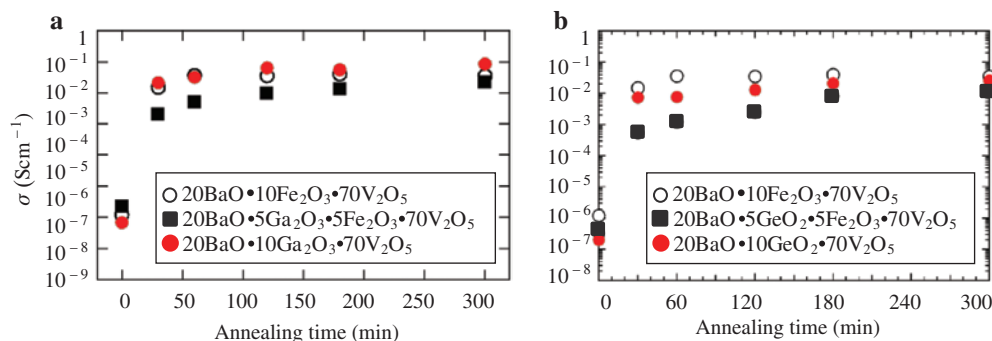 a
σ (Scm⁻¹)
1
10⁻¹
10⁻²
10⁻³
10⁻⁴
10⁻⁵
10⁻⁶
10⁻⁷
10⁻⁸
10⁻⁹
20BaO•10Fe₂O₃•70V₂O₅
20BaO•5Ga₂O₃•5Fe₂O₃•70V₂O₅
20BaO•10Ga₂O₃•70V₂O₅
0 50 100 150 200 250 300
Annealing time (min)
b
1
10⁻¹
10⁻²
10⁻³
10⁻⁴
10⁻⁵
10⁻⁶
10⁻⁷
10⁻⁸
20BaO•10Fe₂O₃•70V₂O₅
20BaO•5GeO₂•5Fe₂O₃•70V₂O₅
20BaO•10GeO₂•70V₂O₅
0 60 120 180 240 300
Annealing time (min)